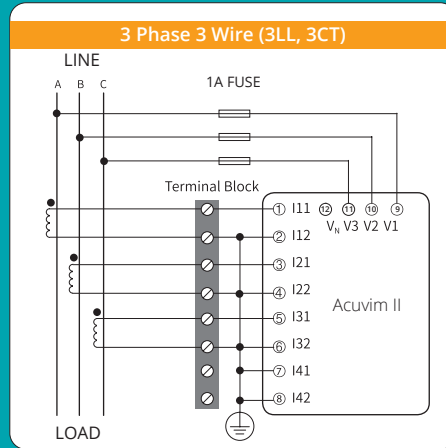 3 Phase 3 Wire (3LL, 3CT)
LINE
A B C
1A FUSE
Terminal Block
1 I11 12 11 10 9
VN V3 V2 V1
2 I12
3 I21
4 I22
Acuvim II
5 I31
6 I32
7 I41
8 I42
LOAD